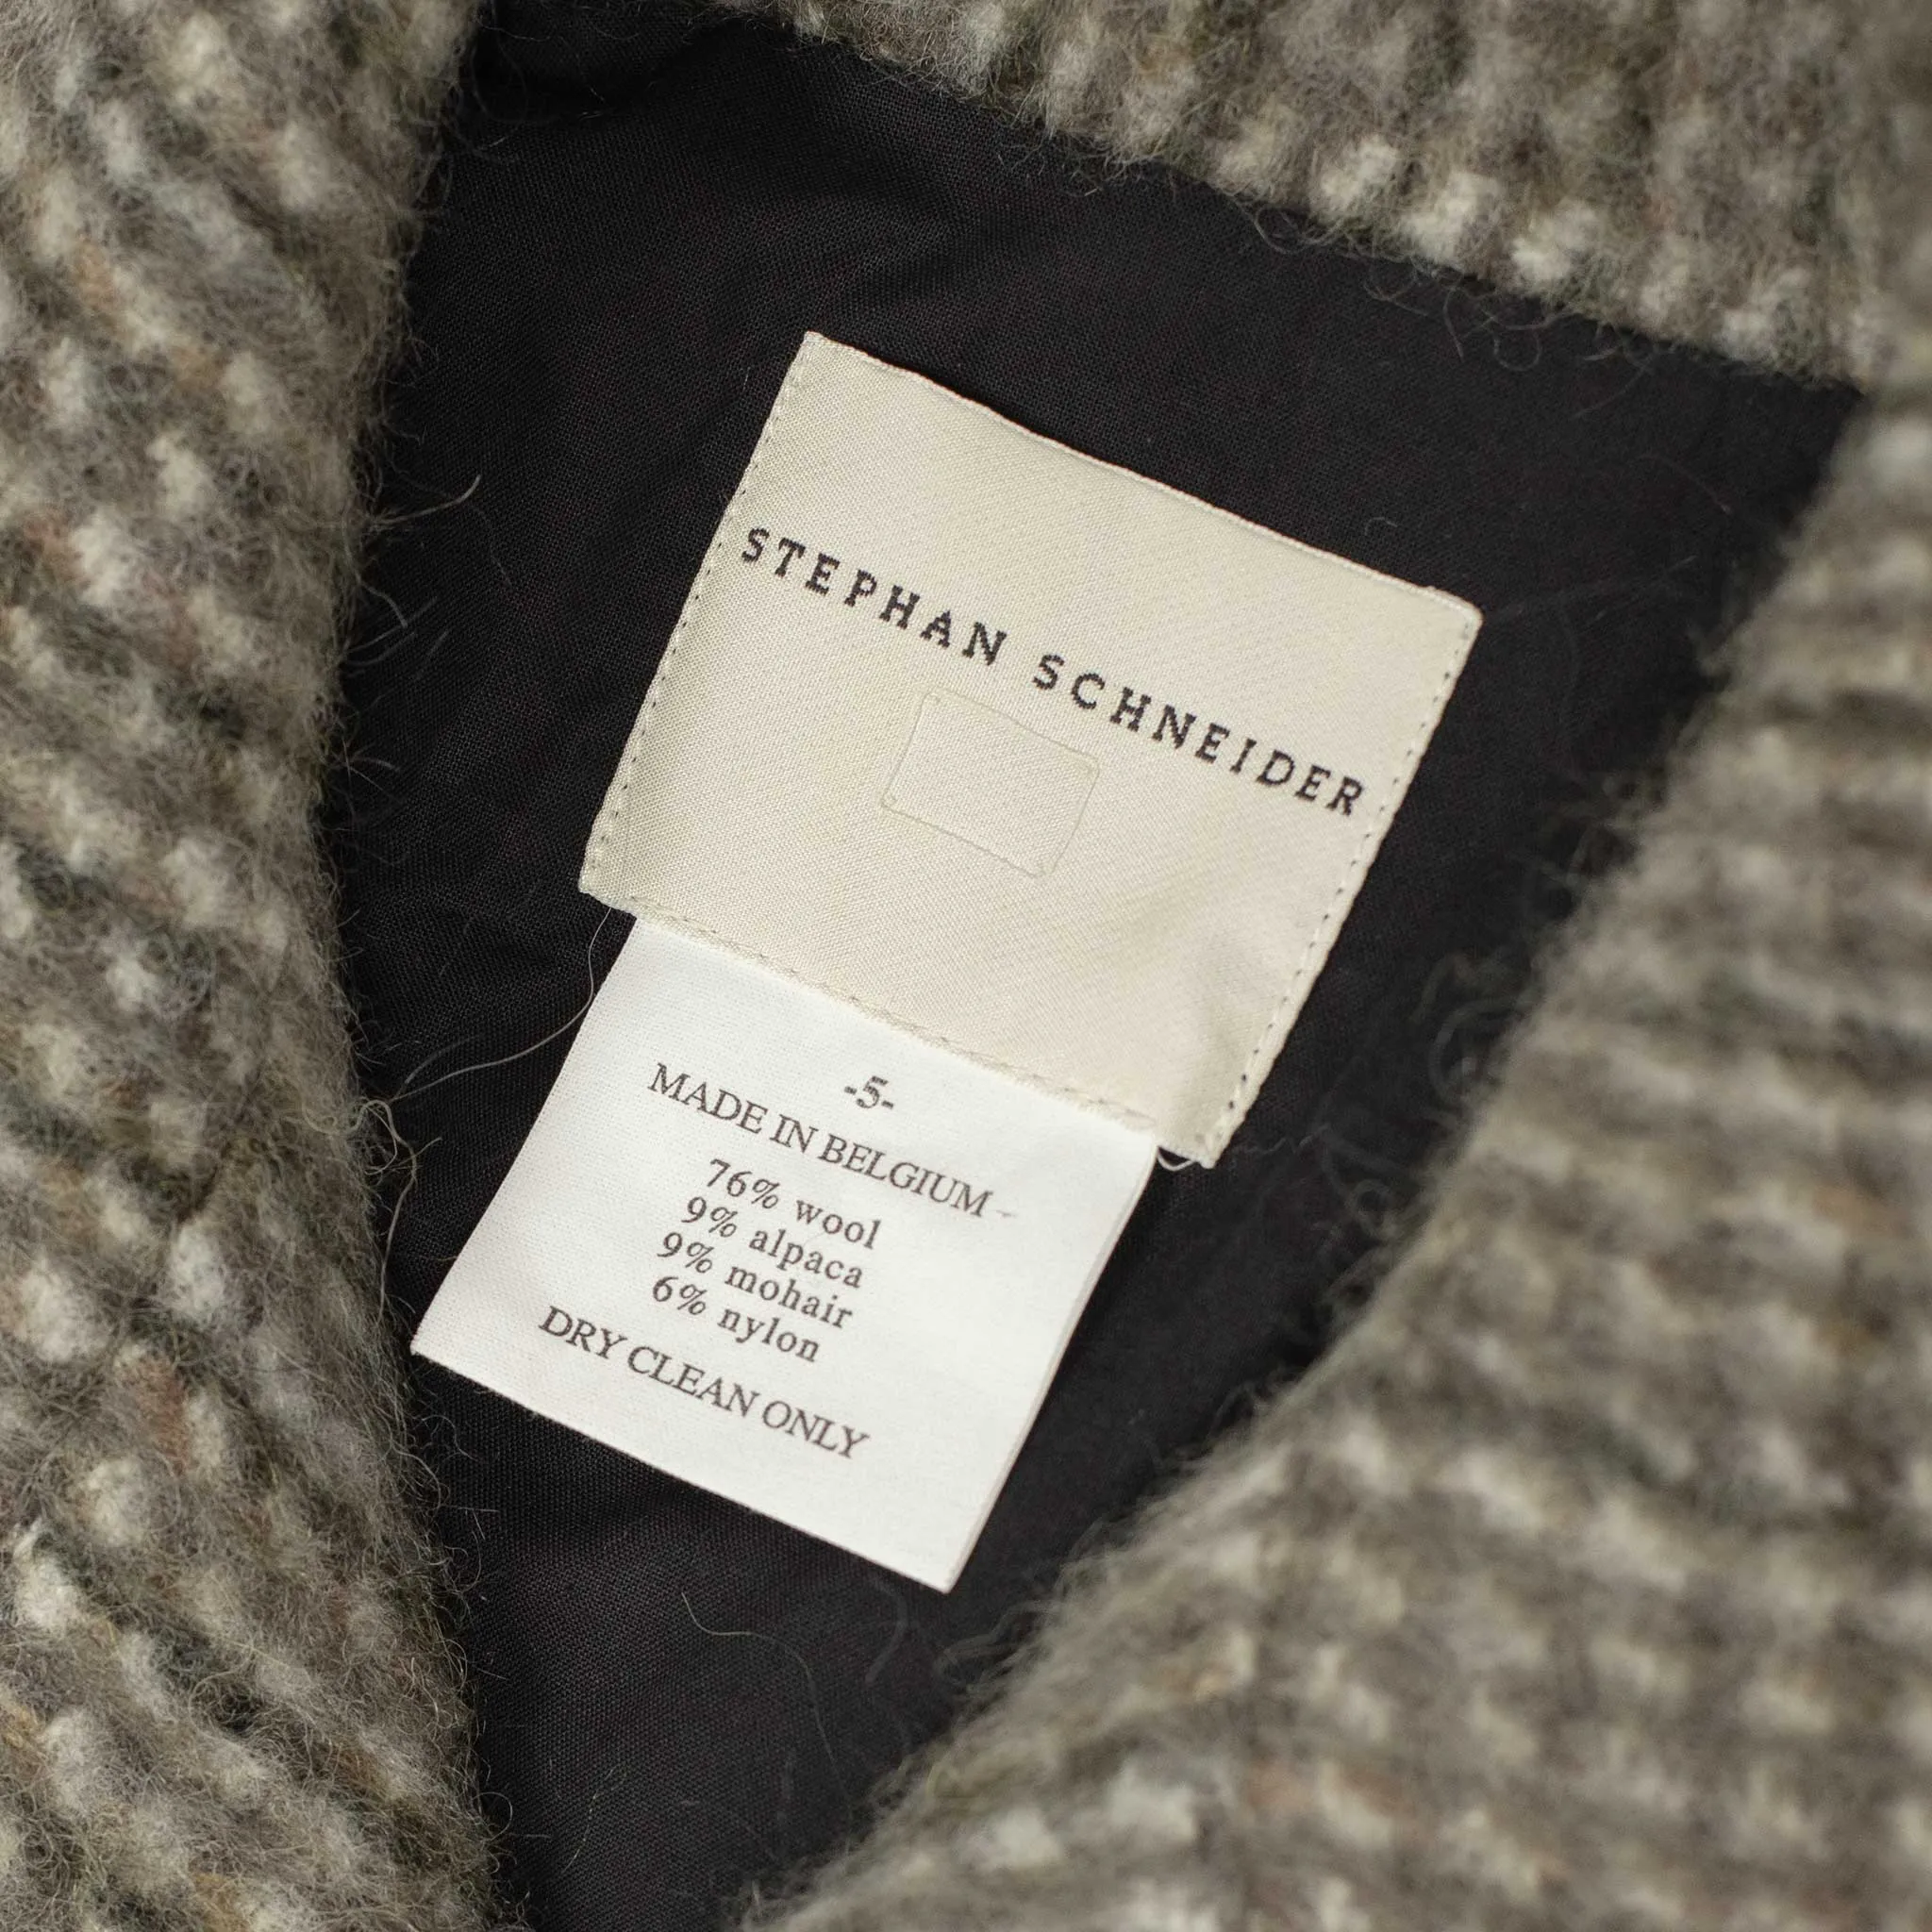 STEPHAN SCHNEIDER
-5-
MADE IN BELGIUM
76% wool
9% alpaca
9% mohair
6% nylon
DRY CLEAN ONLY